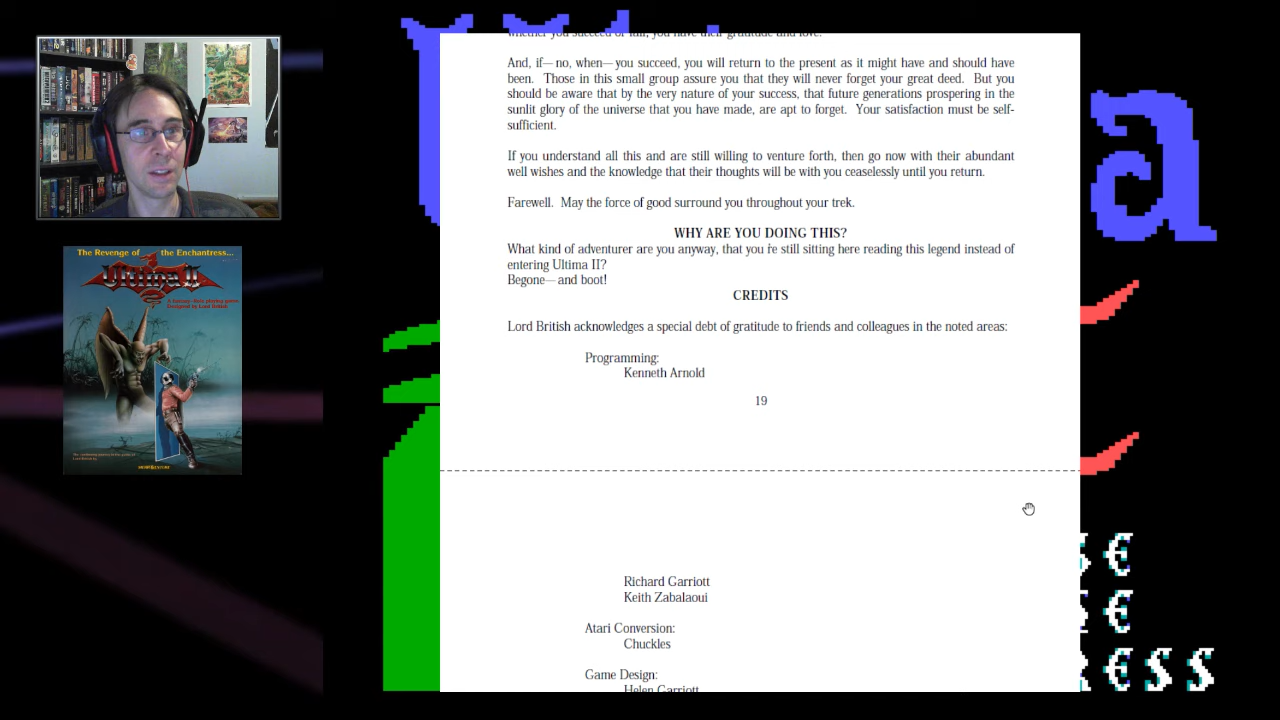 whether you succeed or fail, you have their gratitude and love.
And, if—no, when—you succeed, you will return to the present as it might have and should have
been. Those in this small group assure you that they will never forget your great deed. But you
should be aware that by the very nature of your success, that future generations prospering in the
sunlit glory of the universe that you have made, are apt to forget. Your satisfaction must be self-
sufficient.
If you understand all this and are still willing to venture forth, then go now with their abundant
well wishes and the knowledge that their thoughts will be with you ceaselessly until you return.
Farewell. May the force of good surround you throughout your trek.
WHY ARE YOU DOING THIS?
What kind of adventurer are you anyway, that you're still sitting here reading this legend instead of
entering Ultima II?
Begone—and boot!
CREDITS
Lord British acknowledges a special debt of gratitude to friends and colleagues in the noted areas:
Programming:
Kenneth Arnold
19
Richard Garriott
Keith Zabalaoui
Atari Conversion:
Chuckles
Game Design:
Helen Garriott
The Revenge of the Enchantress...
Ultima II
a
SE
SE
RESS